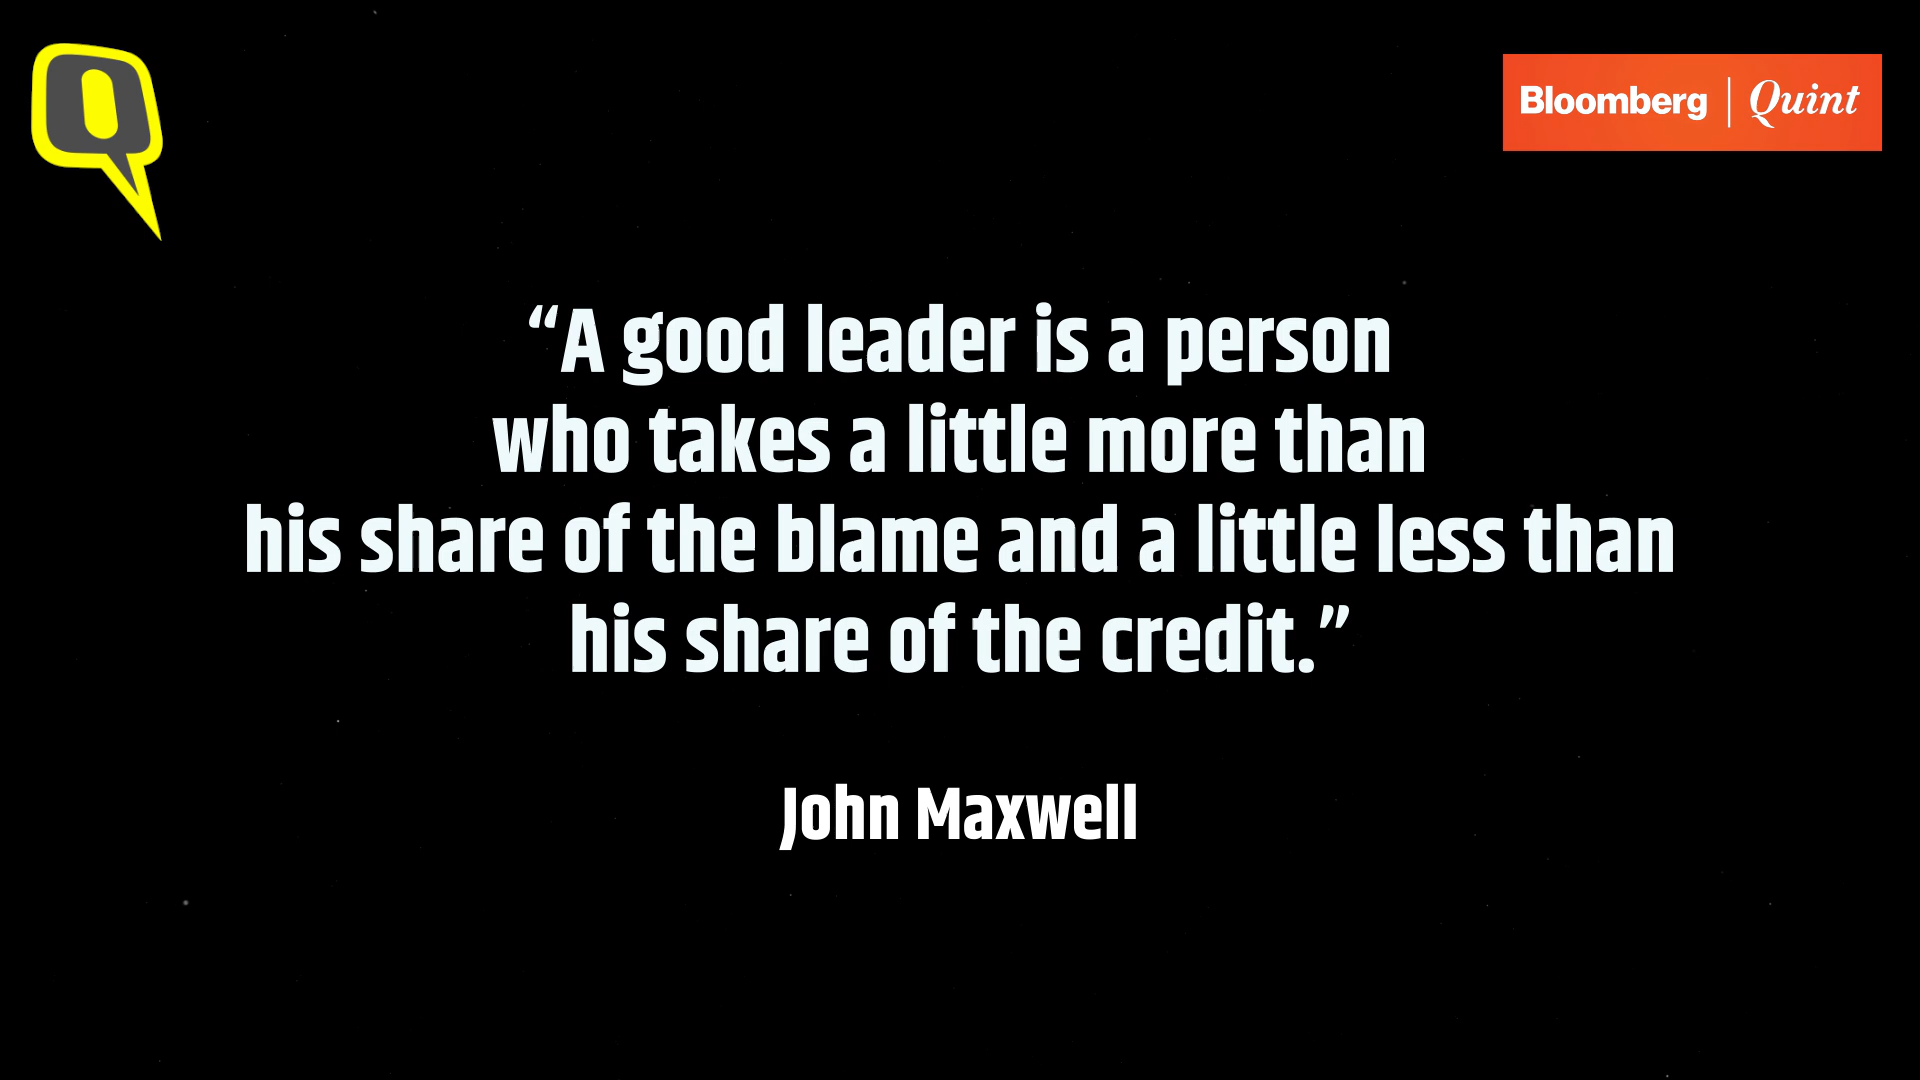 Bloomberg | Quint
“A good leader is a person
who takes a little more than
his share of the blame and a little less than
his share of the credit.”
John Maxwell